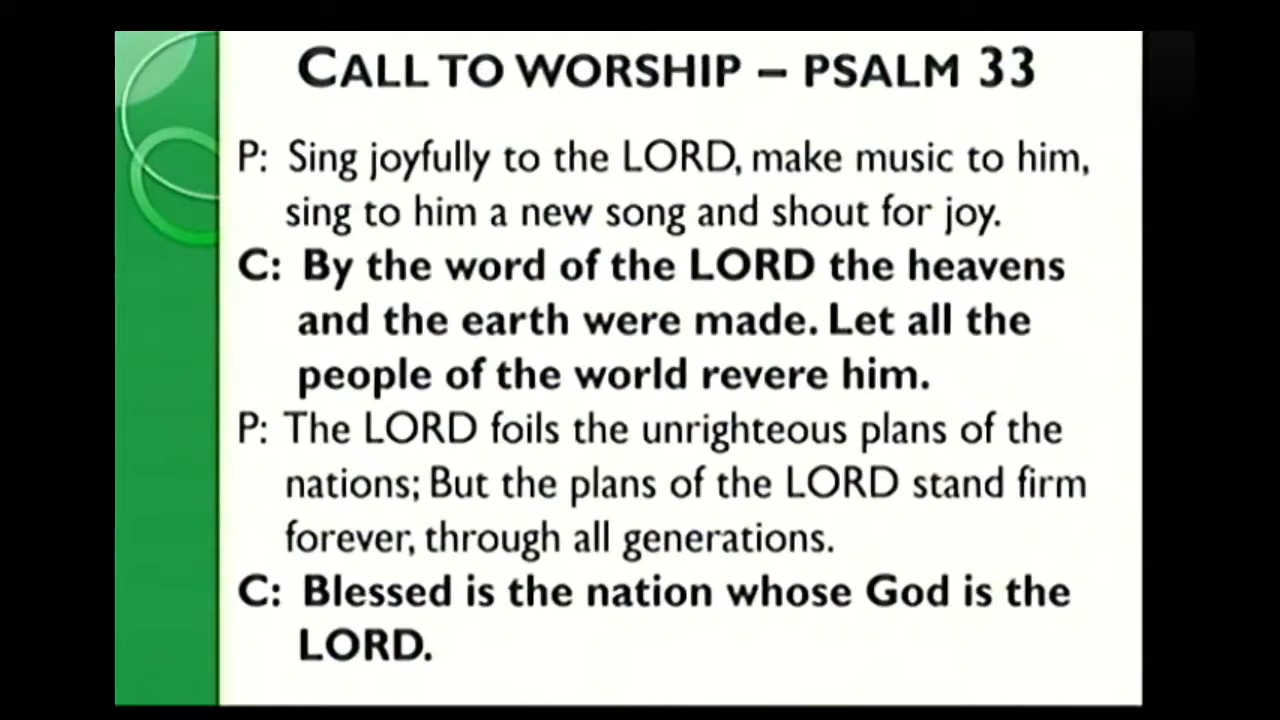 CALL TO WORSHIP – PSALM 33
P: Sing joyfully to the LORD, make music to him,
sing to him a new song and shout for joy.
C: By the word of the LORD the heavens
and the earth were made. Let all the
people of the world revere him.
P: The LORD foils the unrighteous plans of the
nations; But the plans of the LORD stand firm
forever, through all generations.
C: Blessed is the nation whose God is the
LORD.